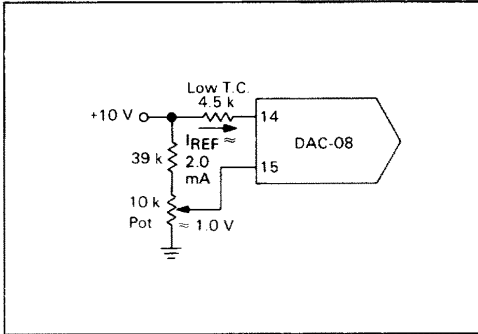 Low T.C.
4.5 k
+10 V
14
I_REF ≈
2.0
mA
DAC-08
39 k
15
10 k
Pot
≈ 1.0 V